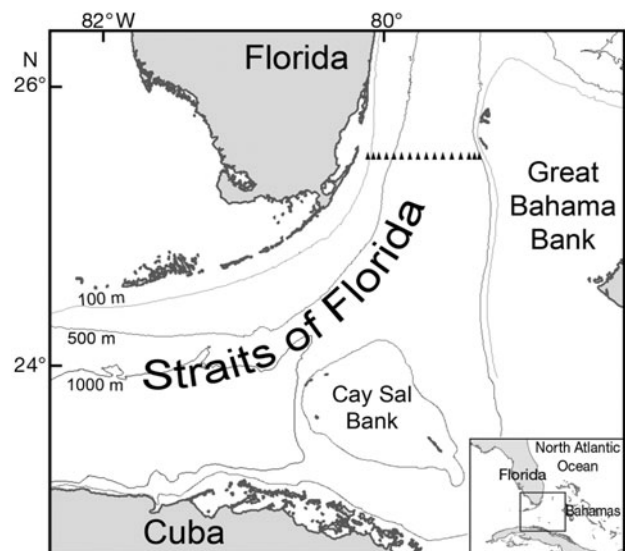 82°W
80°
N
26°
24°
Florida
Great
Bahama
Bank
Straits of Florida
100 m
500 m
1000 m
Cay Sal
Bank
Cuba
North Atlantic
Ocean
Florida
Bahamas